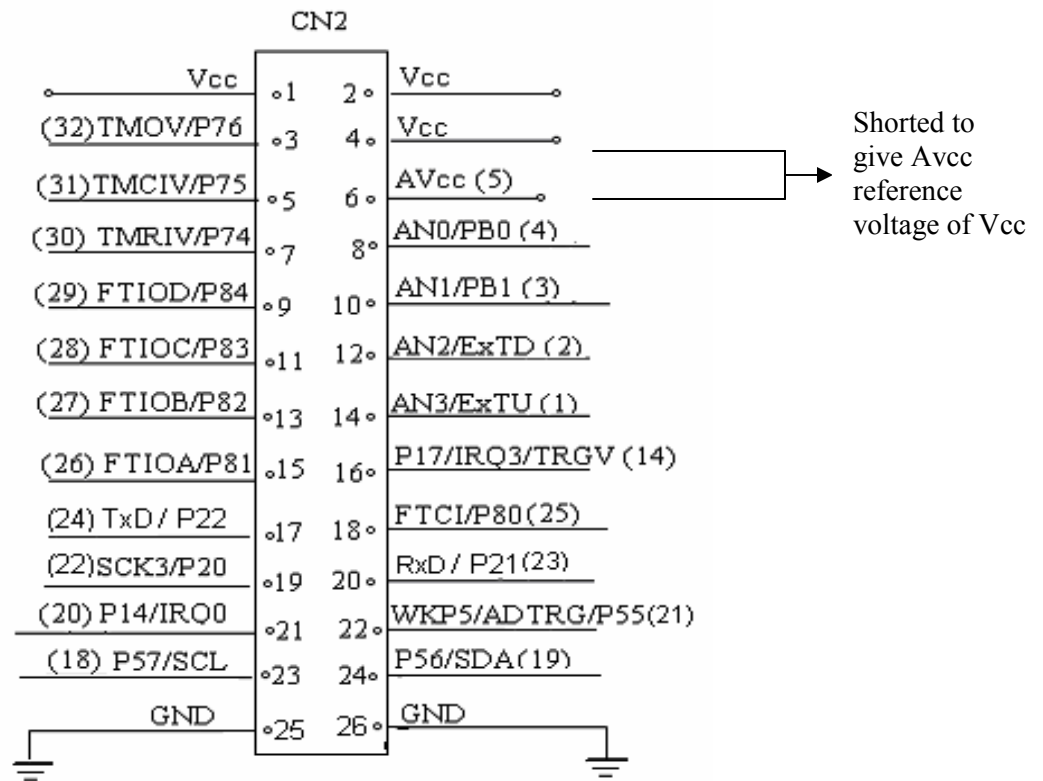 CN2
Vcc 1 2 Vcc
(32)TMOV/P76 3 4 Vcc
(31)TMCIV/P75 5 6 AVcc (5)
(30) TMRIV/P74 7 8 AN0/PB0 (4)
(29) FTIOD/P84 9 10 AN1/PB1 (3)
(28) FTIOC/P83 11 12 AN2/ExTD (2)
(27) FTIOB/P82 13 14 AN3/ExTU (1)
(26) FTIOA/P81 15 16 P17/IRQ3/TRGV (14)
(24) TxD / P22 17 18 FTCI/P80(25)
(22)SCK3/P20 19 20 RxD / P21(23)
(20) P14/IRQ0 21 22 WKP5/ADTRG/P55(21)
(18) P57/SCL 23 24 P56/SDA(19)
GND 25 26 GND
Shorted to
give Avcc
reference
voltage of Vcc